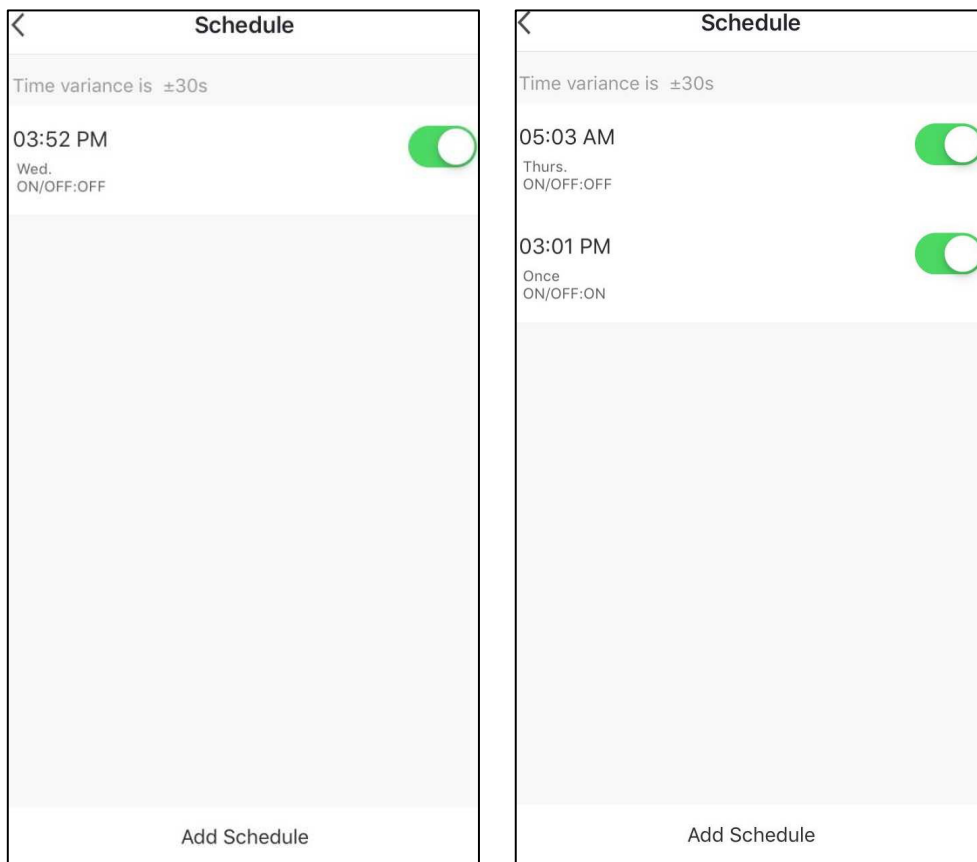 Schedule
Time variance is ±30s
03:52 PM
Wed.
ON/OFF:OFF
Add Schedule
Schedule
Time variance is ±30s
05:03 AM
Thurs.
ON/OFF:OFF
03:01 PM
Once
ON/OFF:ON
Add Schedule